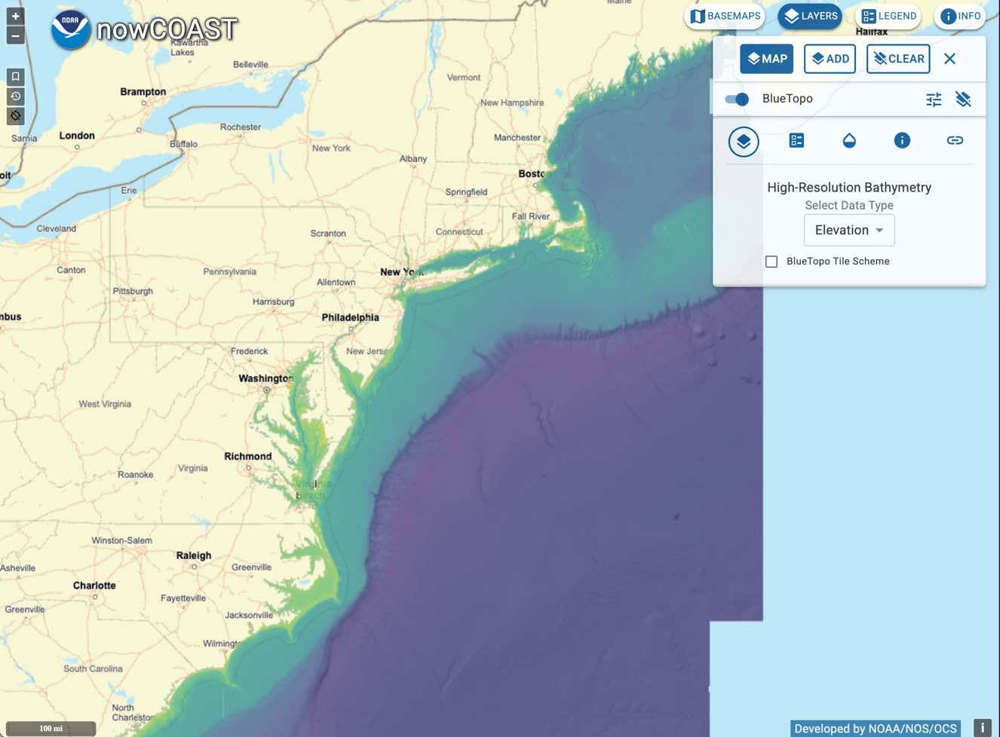 +
−
NOAA
nowCOAST
BASEMAPS
LAYERS
LEGEND
INFO
MAP
ADD
CLEAR
BlueTopo
High-Resolution Bathymetry
Select Data Type
Elevation
BlueTopo Tile Scheme
Maine
Halifax
Kawartha
Lakes
Belleville
Brampton
Vermont
New Hampshire
Rochester
London
Sarnia
Buffalo
New York
Manchester
Albany
Boston
oit
Erie
Springfield
Fall River
Cleveland
Scranton
Connecticut
Canton
Pennsylvania
New York
Allentown
Pittsburgh
Harrisburg
nbus
Philadelphia
Frederick
New Jerse
Washington
West Virginia
Richmond
Virginia
Roanoke
Virginia
Beach
Winston-Salem
Raleigh
Greenville
Asheville
Charlotte
Fayetteville
Greenville
Jacksonville
Wilmingto
South Carolina
North
Charleston
100 mi
Developed by NOAA/NOS/OCS
i